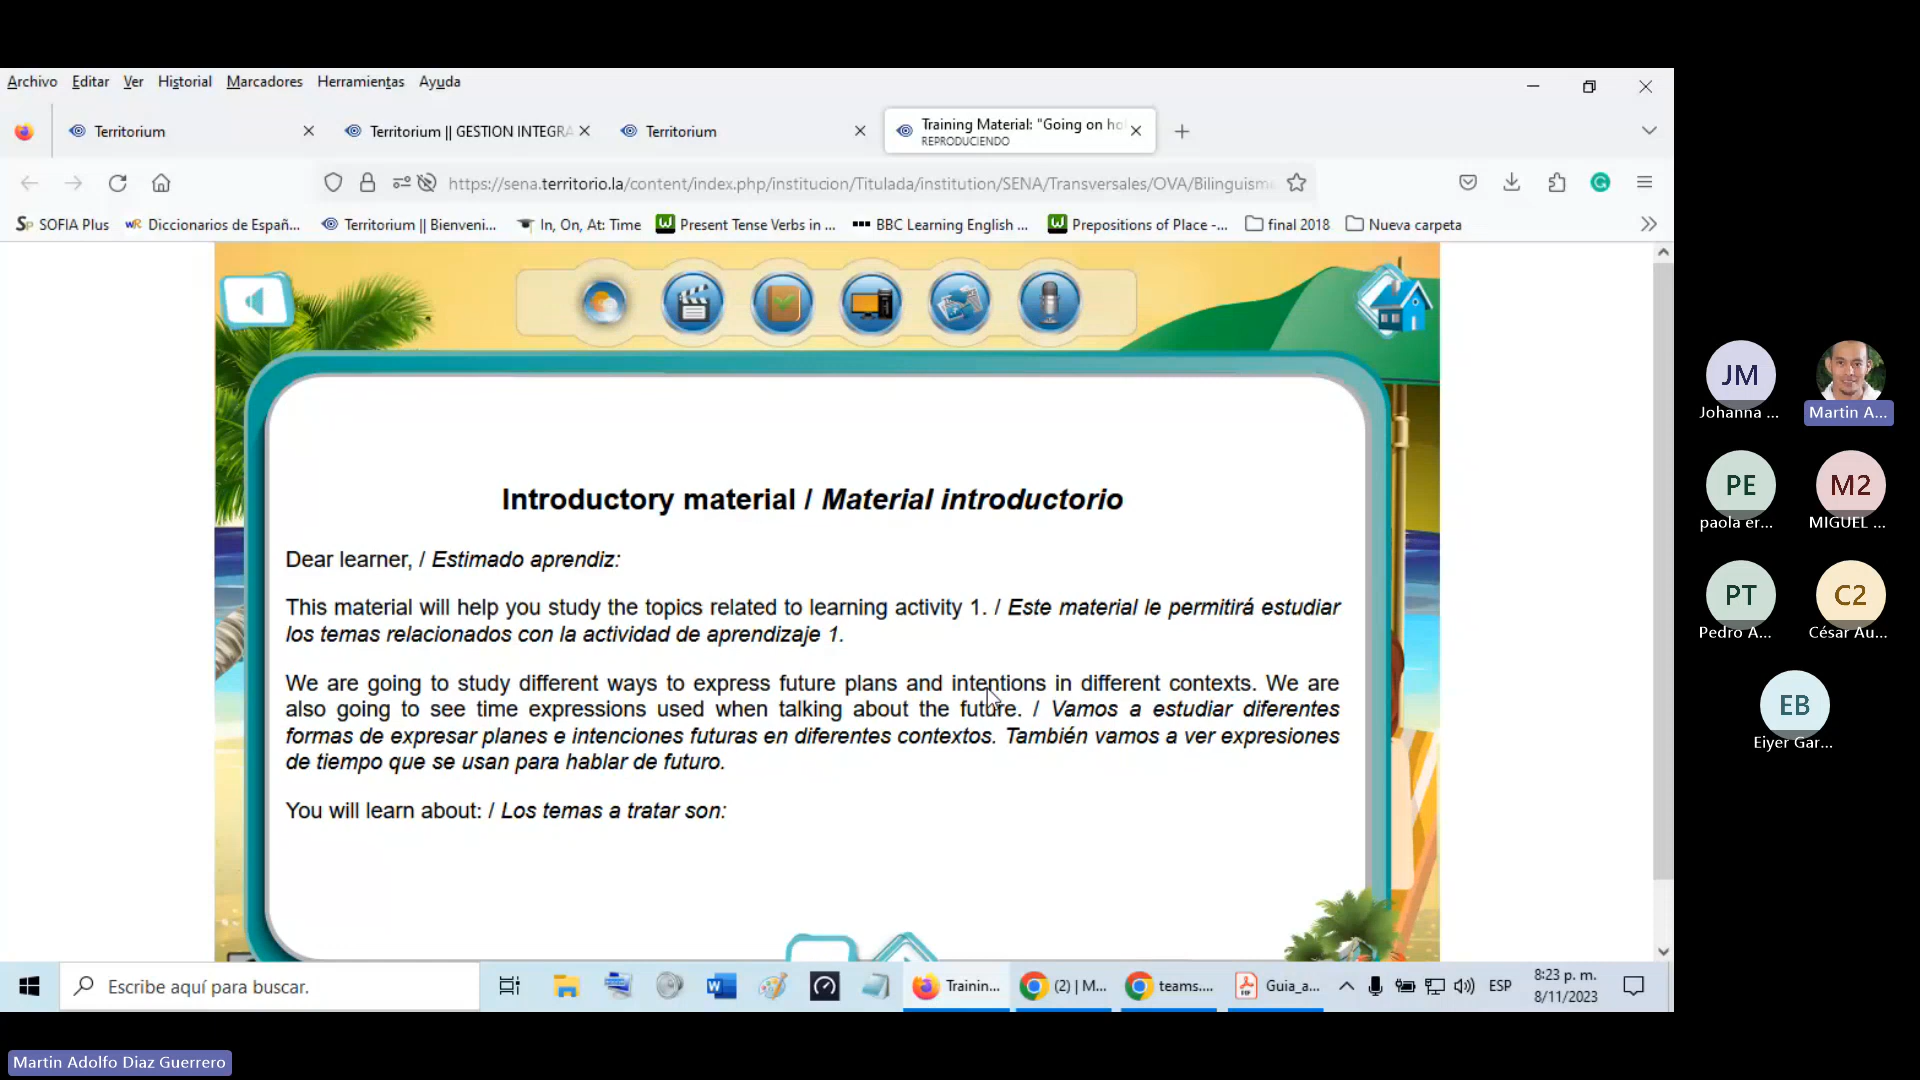 Archivo Editar Ver Historial Marcadores Herramientas Ayuda
Territorium
Territorium || GESTION INTEGRA
Territorium
Training Material: "Going on ho
REPRODUCIENDO
https://sena.territorio.la/content/index.php/institucion/Titulada/institution/SENA/Transversales/OVA/Bilinguism
SOFIA Plus
Diccionarios de Españ...
Territorium || Bienveni...
In, On, At: Time
Present Tense Verbs in ...
BBC Learning English ...
Prepositions of Place -...
final 2018
Nueva carpeta
Introductory material / Material introductorio
Dear learner, / Estimado aprendiz:
This material will help you study the topics related to learning activity 1. / Este material le permitirá estudiar
los temas relacionados con la actividad de aprendizaje 1.
We are going to study different ways to express future plans and intentions in different contexts. We are
also going to see time expressions used when talking about the future. / Vamos a estudiar diferentes
formas de expresar planes e intenciones futuras en diferentes contextos. También vamos a ver expresiones
de tiempo que se usan para hablar de futuro.
You will learn about: / Los temas a tratar son:
JM
Johanna ...
Martin A...
PE
paola er...
M2
MIGUEL ...
PT
Pedro A...
C2
César Au...
EB
Eiyer Gar...
Escribe aquí para buscar.
Trainin...
(2) | M...
teams....
Guia_a...
ESP
8:23 p. m.
8/11/2023
Martin Adolfo Diaz Guerrero